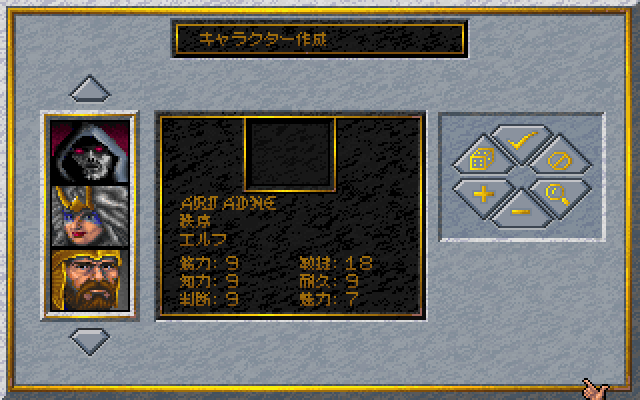 キャラクター作成
ARIADNE
秩序
エルフ
筋力: 9 敏捷: 18
知力: 9 耐久: 9
判断: 9 魅力: 7